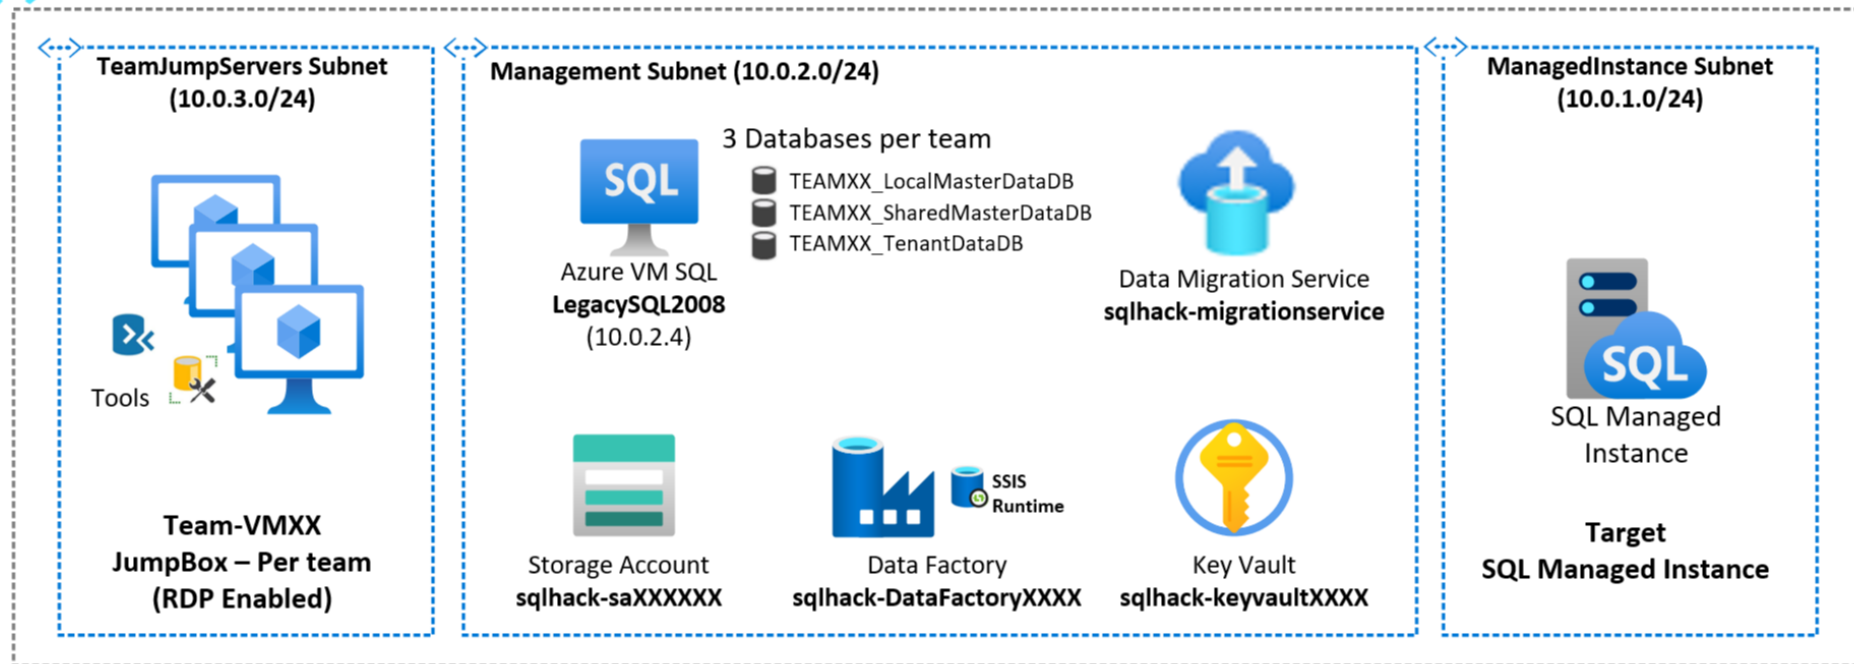 TeamJumpServers Subnet
(10.0.3.0/24)
Tools
Team-VMXX
JumpBox – Per team
(RDP Enabled)
Management Subnet (10.0.2.0/24)
SQL
Azure VM SQL
LegacySQL2008
(10.0.2.4)
3 Databases per team
TEAMXX_LocalMasterDataDB
TEAMXX_SharedMasterDataDB
TEAMXX_TenantDataDB
Data Migration Service
sqlhack-migrationservice
Storage Account
sqlhack-saXXXXXX
SSIS
Runtime
Data Factory
sqlhack-DataFactoryXXXX
Key Vault
sqlhack-keyvaultXXXX
ManagedInstance Subnet
(10.0.1.0/24)
SQL
SQL Managed
Instance
Target
SQL Managed Instance